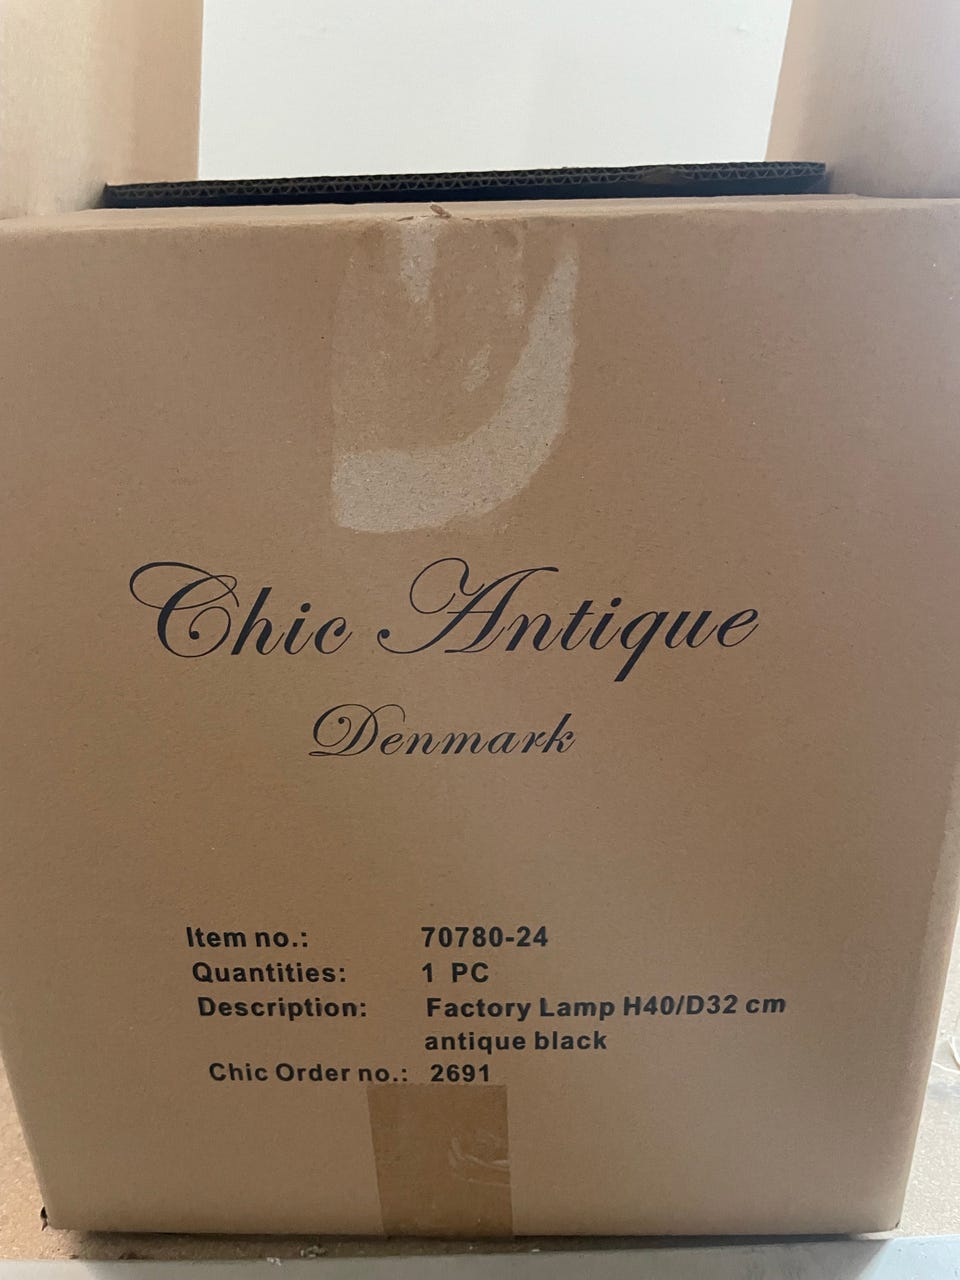 Chic Antique
Denmark
Item no.: 70780-24
Quantities: 1 PC
Description: Factory Lamp H40/D32 cm
antique black
Chic Order no.: 2691